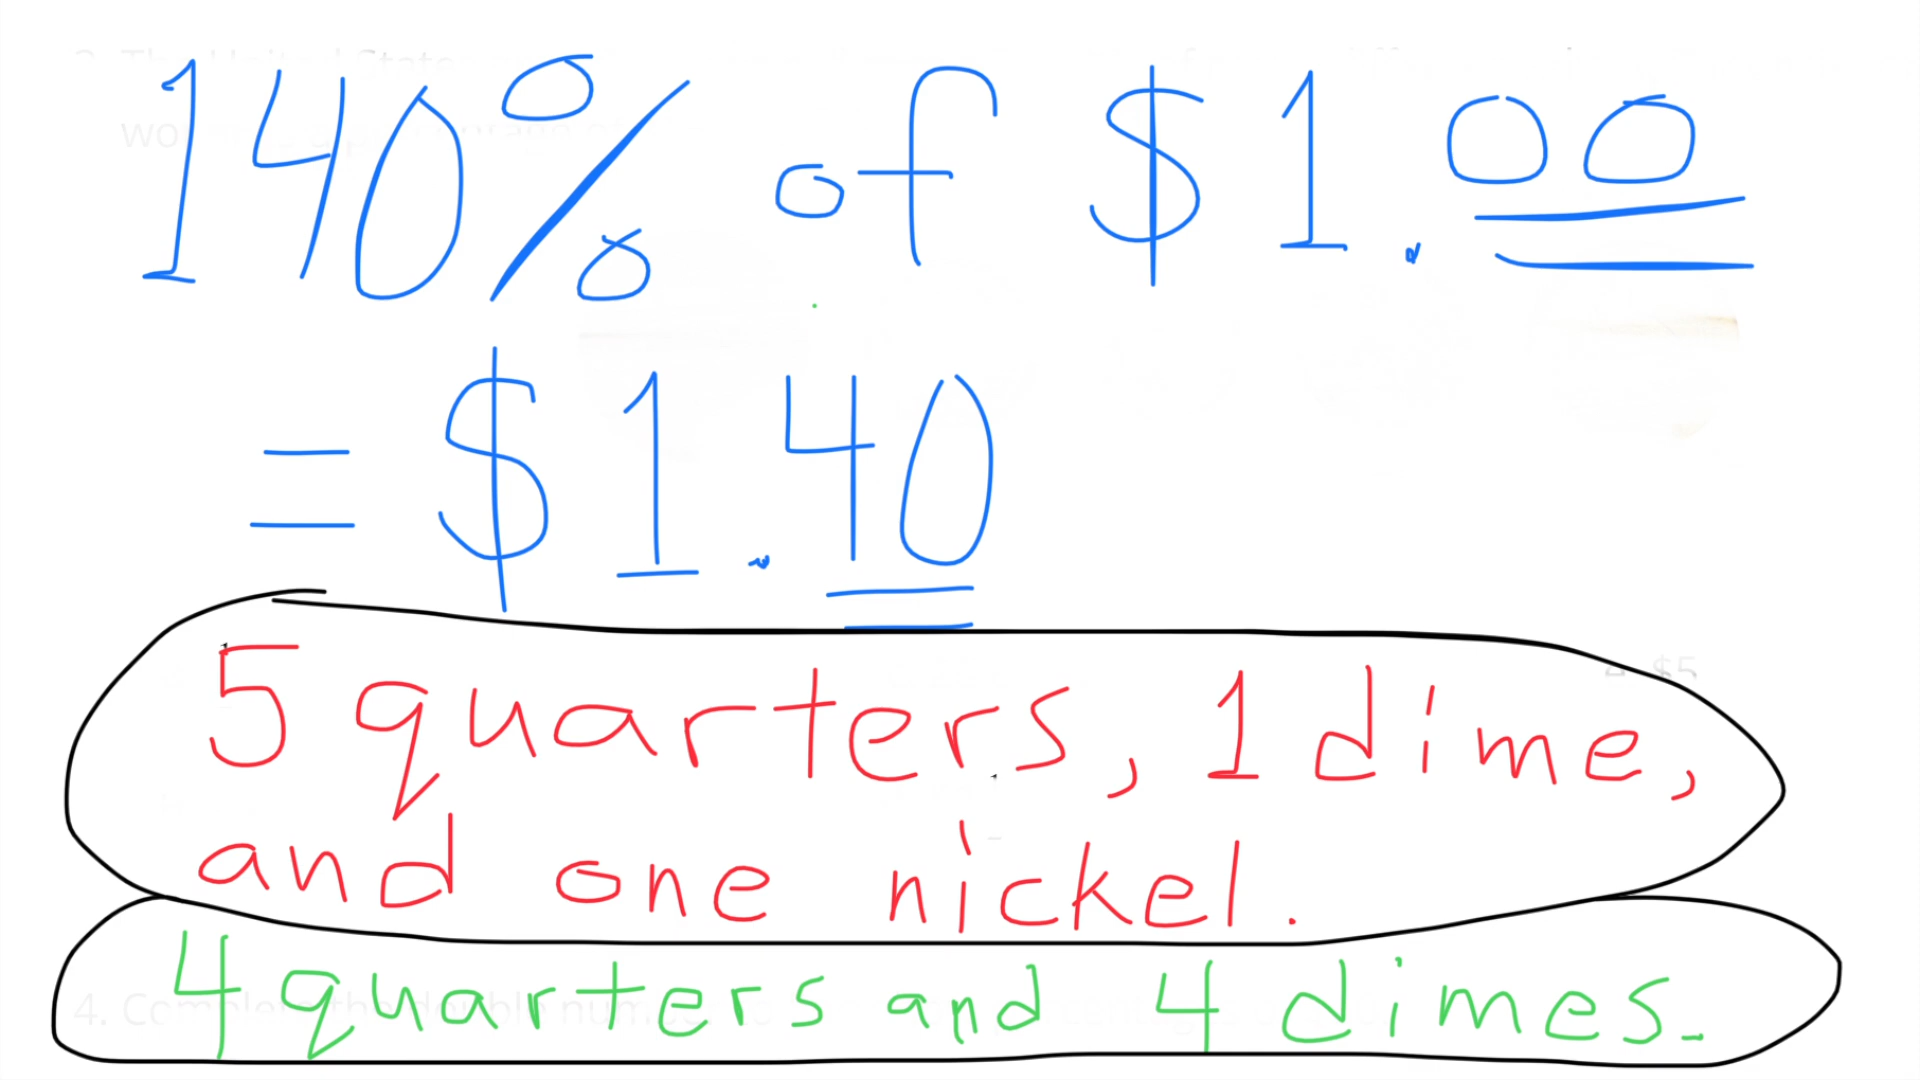 140% of $1.00
= $1.40
5 quarters, 1 dime,
and one nickel.
4 quarters and 4 dimes.